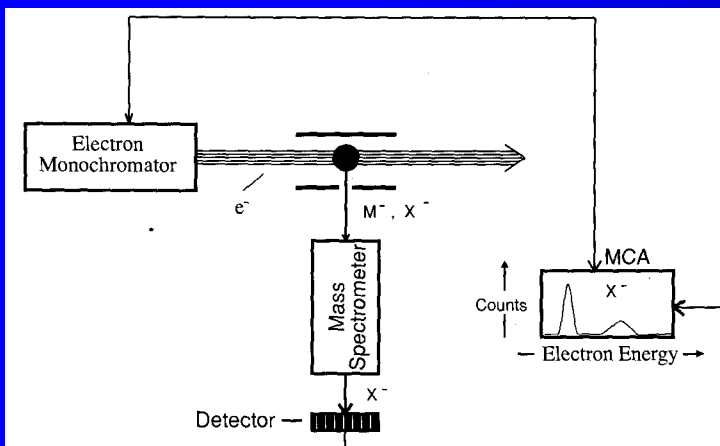 Electron
Monochromator
e⁻
M⁻, X⁻
Mass
Spectrometer
X⁻
Detector
MCA
X⁻
Counts
Electron Energy